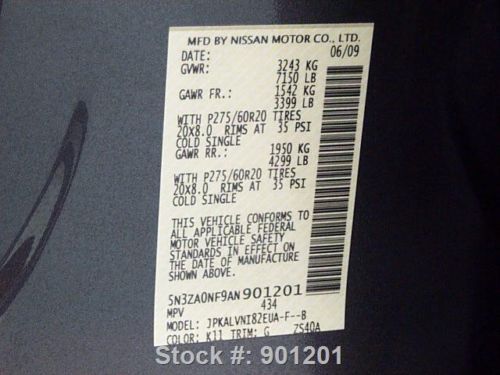 MFD BY NISSAN MOTOR CO., LTD.
DATE: 06/09
GVWR: 3243 KG
7150 LB
GAWR FR.: 1542 KG
3399 LB
WITH P275/60R20 TIRES
20X8.0 RIMS AT 35 PSI
COLD SINGLE
GAWR RR.: 1950 KG
4299 LB
WITH P275/60R20 TIRES
20X8.0 RIMS AT 35 PSI
COLD SINGLE
THIS VEHICLE CONFORMS TO
ALL APPLICABLE FEDERAL
MOTOR VEHICLE SAFETY
STANDARDS IN EFFECT ON
THE DATE OF MANUFACTURE
SHOWN ABOVE.
5N3ZA0NF9AN901201
MPV 434
MODEL: JPKALVNI82EUA-F--B
COLOR: K11 TRIM: G ZS40A
Stock #: 901201